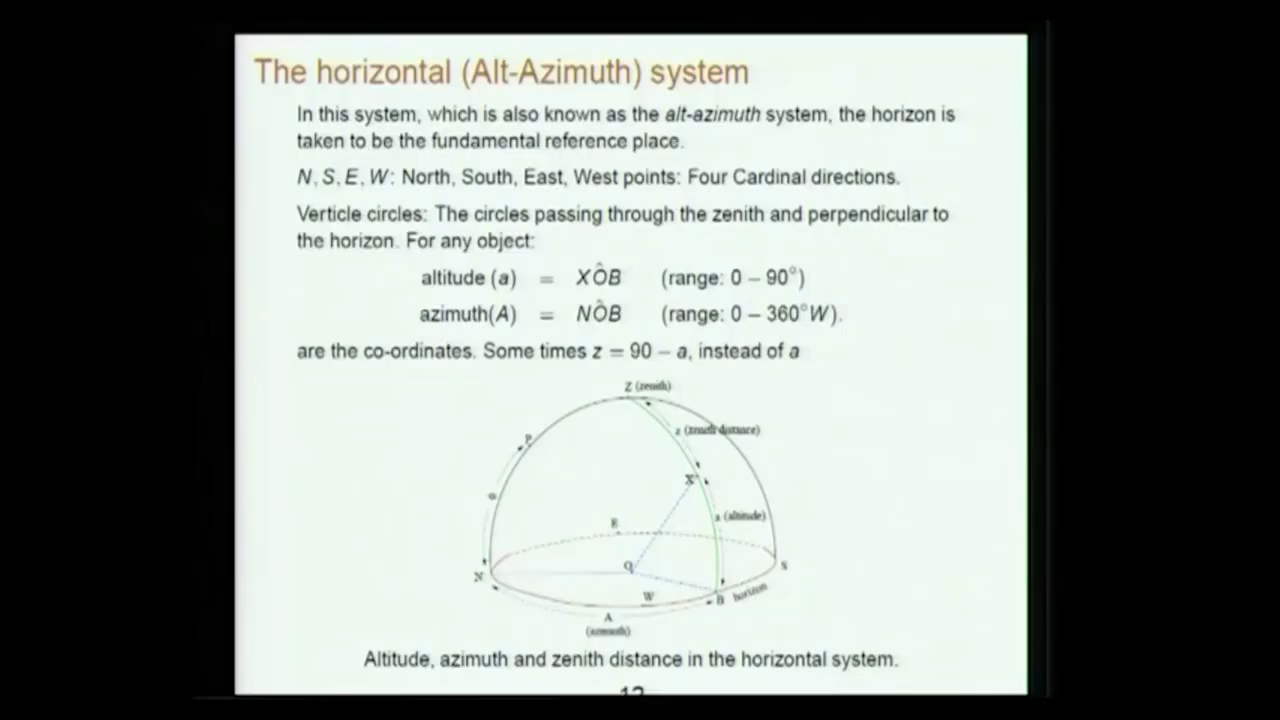 The horizontal (Alt-Azimuth) system
In this system, which is also known as the alt-azimuth system, the horizon is
taken to be the fundamental reference place.
N, S, E, W: North, South, East, West points: Four Cardinal directions.
Verticle circles: The circles passing through the zenith and perpendicular to
the horizon. For any object:
altitude (a) = XÔB (range: 0 – 90°)
azimuth(A) = NÔB (range: 0 – 360°W).
are the co-ordinates. Some times z = 90 – a, instead of a
Z (zenith)
z (zenith distance)
P
X
a (altitude)
E
O
S
N
W
B horizon
A
(azimuth)
Altitude, azimuth and zenith distance in the horizontal system.